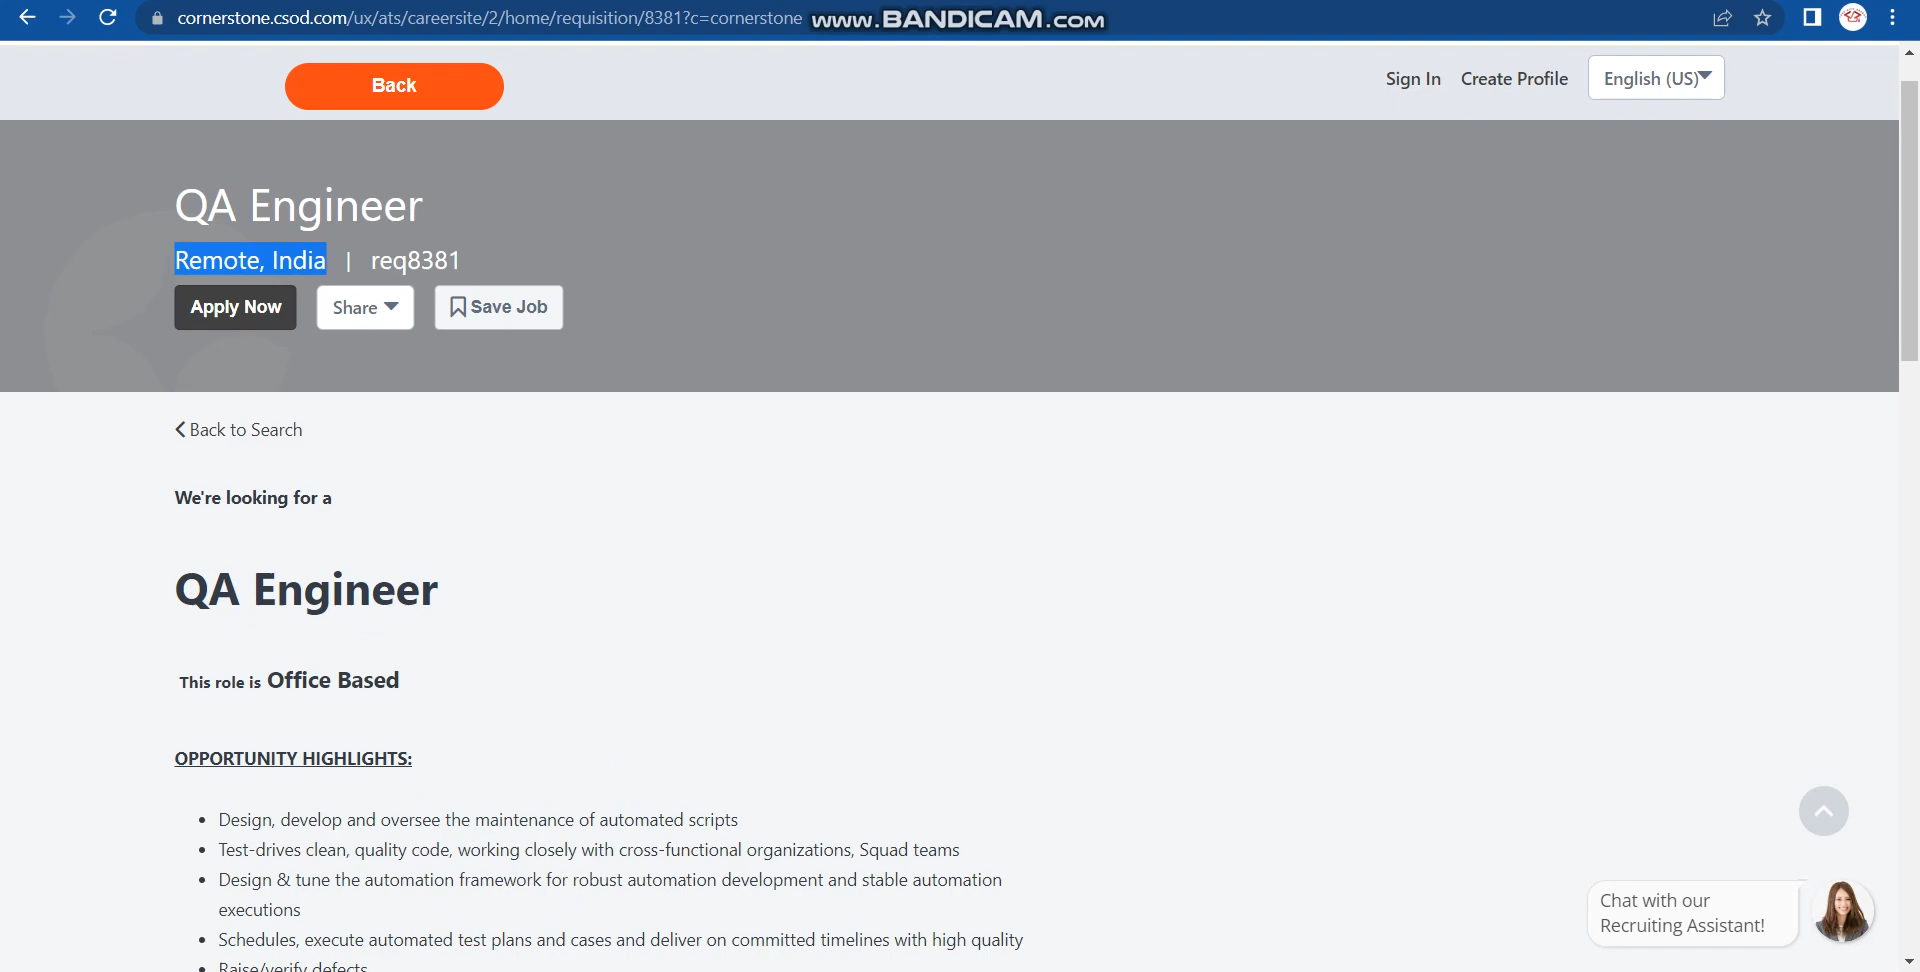 cornerstone.csod.com/ux/ats/careersite/2/home/requisition/8381?c=cornerstone
www.BANDICAM.com
Back
Sign In
Create Profile
English (US)
QA Engineer
Remote, India | req8381
Apply Now
Share
Save Job
Back to Search
We're looking for a
QA Engineer
This role is Office Based
OPPORTUNITY HIGHLIGHTS:
• Design, develop and oversee the maintenance of automated scripts
• Test-drives clean, quality code, working closely with cross-functional organizations, Squad teams
• Design & tune the automation framework for robust automation development and stable automation
executions
• Schedules, execute automated test plans and cases and deliver on committed timelines with high quality
• Raise/verify defects
Chat with our
Recruiting Assistant!